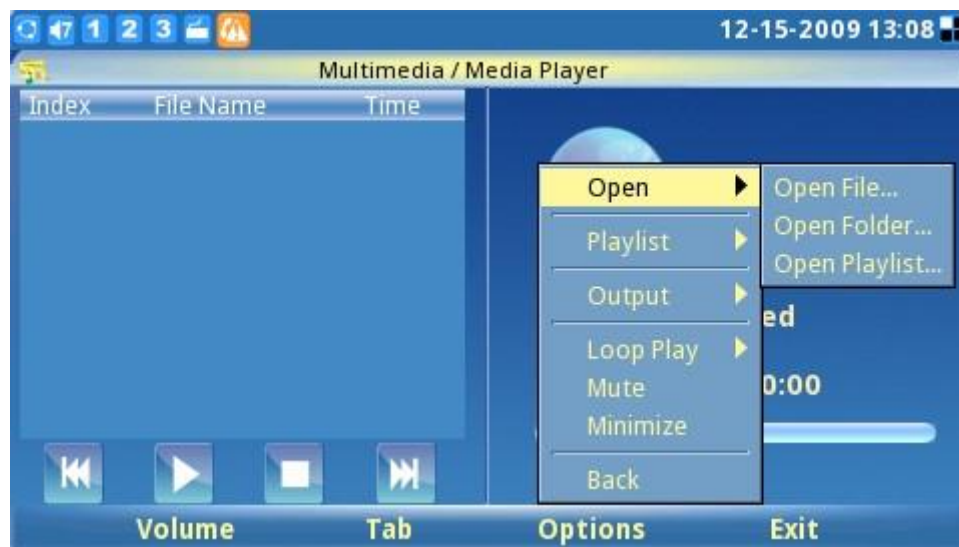 7 1 2 3 12-15-2009 13:08
Multimedia / Media Player
Index File Name Time
Open
Playlist
Output
Loop Play
Mute
Minimize
Back
Open File...
Open Folder...
Open Playlist...
ed
0:00
Volume Tab Options Exit